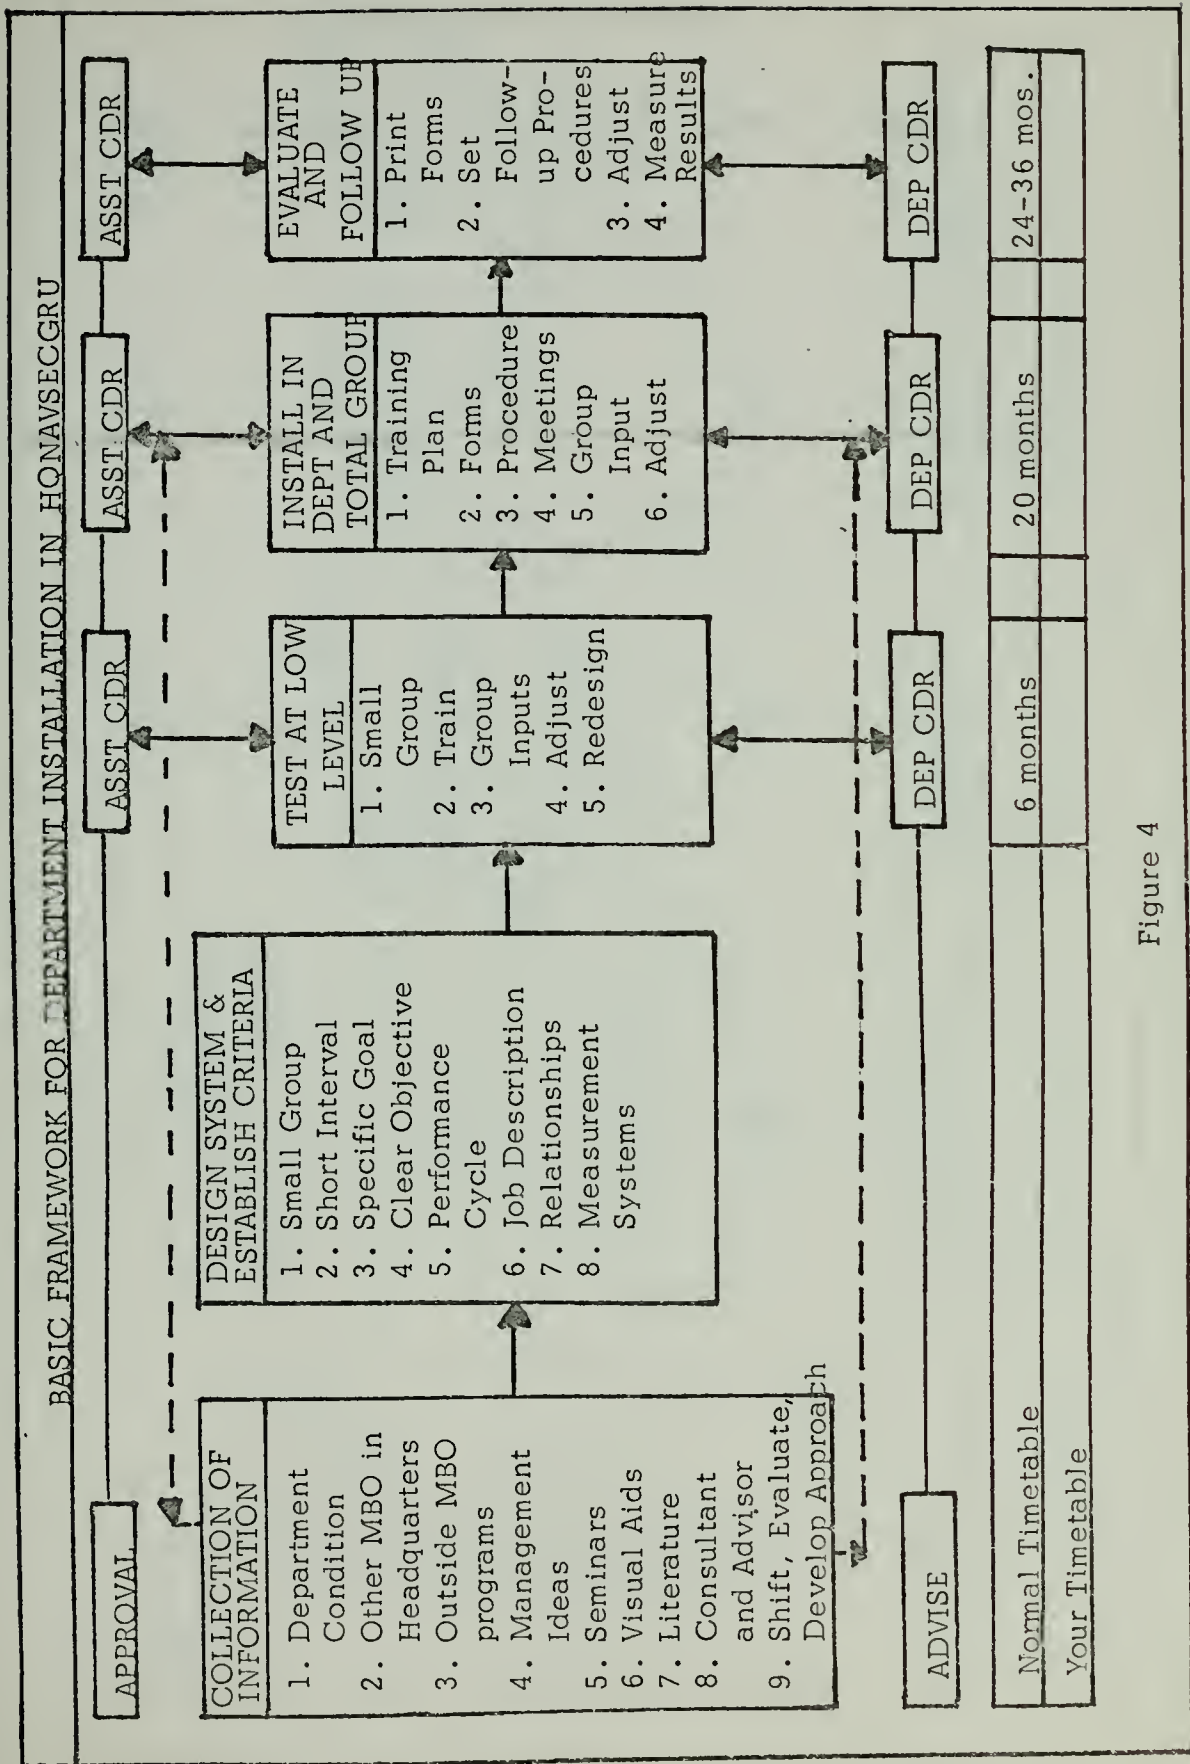 BASIC FRAMEWORK FOR DEPARTMENT INSTALLATION IN HQNAVSECGRU
APPROVAL
ASST CDR
ASST CDR
ASST CDR
COLLECTION OF
INFORMATION
1. Department
Condition
2. Other MBO in
Headquarters
3. Outside MBO
programs
4. Management
Ideas
5. Seminars
6. Visual Aids
7. Literature
8. Consultant
and Advisor
9. Shift, Evaluate,
Develop Approach
DESIGN SYSTEM &
ESTABLISH CRITERIA
1. Small Group
2. Short Interval
3. Specific Goal
4. Clear Objective
5. Performance
Cycle
6. Job Description
7. Relationships
8. Measurement
Systems
TEST AT LOW
LEVEL
1. Small
Group
2. Train
3. Group
Inputs
4. Adjust
5. Redesign
INSTALL IN
DEPT AND
TOTAL GROUP
1. Training
Plan
2. Forms
3. Procedure
4. Meetings
5. Group
Input
6. Adjust
EVALUATE
AND
FOLLOW UP
1. Print
Forms
2. Set
Follow-
up Pro-
cedures
3. Adjust
4. Measure
Results
ADVISE
DEP CDR
DEP CDR
DEP CDR
Normal Timetable
6 months
20 months
24-36 mos.
Your Timetable
Figure 4